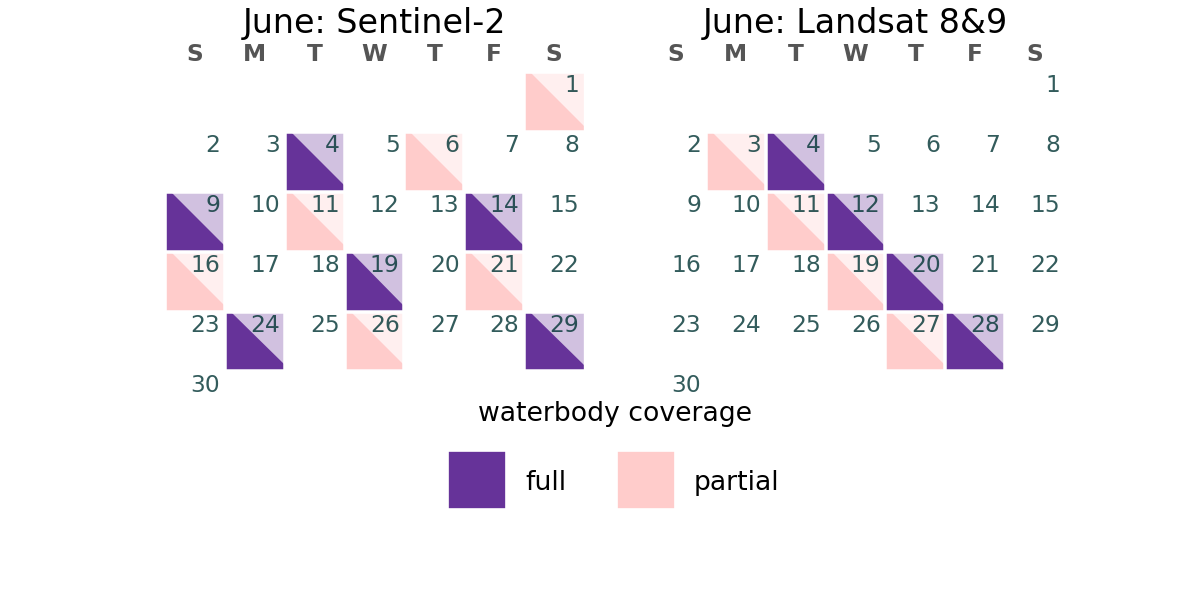 June: Sentinel-2
S M T W T F S
1
2 3 4 5 6 7 8
9 10 11 12 13 14 15
16 17 18 19 20 21 22
23 24 25 26 27 28 29
30
June: Landsat 8&9
S M T W T F S
1
2 3 4 5 6 7 8
9 10 11 12 13 14 15
16 17 18 19 20 21 22
23 24 25 26 27 28 29
30
waterbody coverage
full
partial